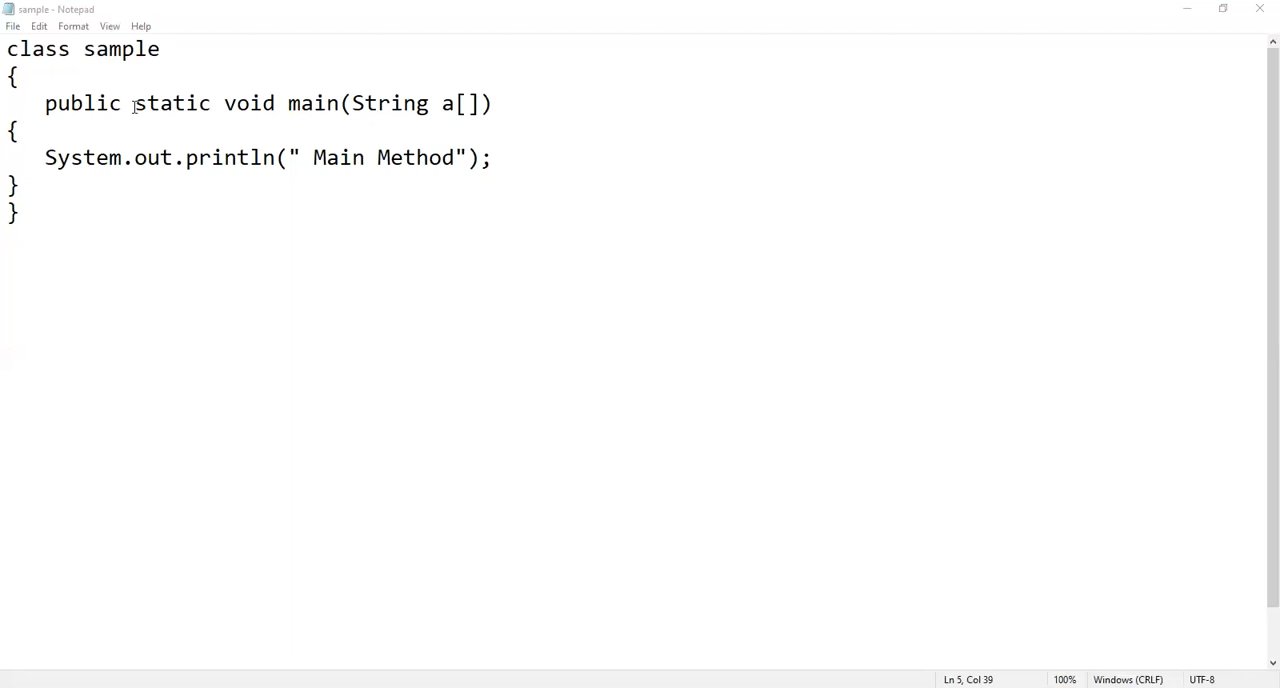 sample - Notepad
File Edit Format View Help
class sample
{
public static void main(String a[])
{
System.out.println(" Main Method");
}
}
Ln 5, Col 39 100% Windows (CRLF) UTF-8